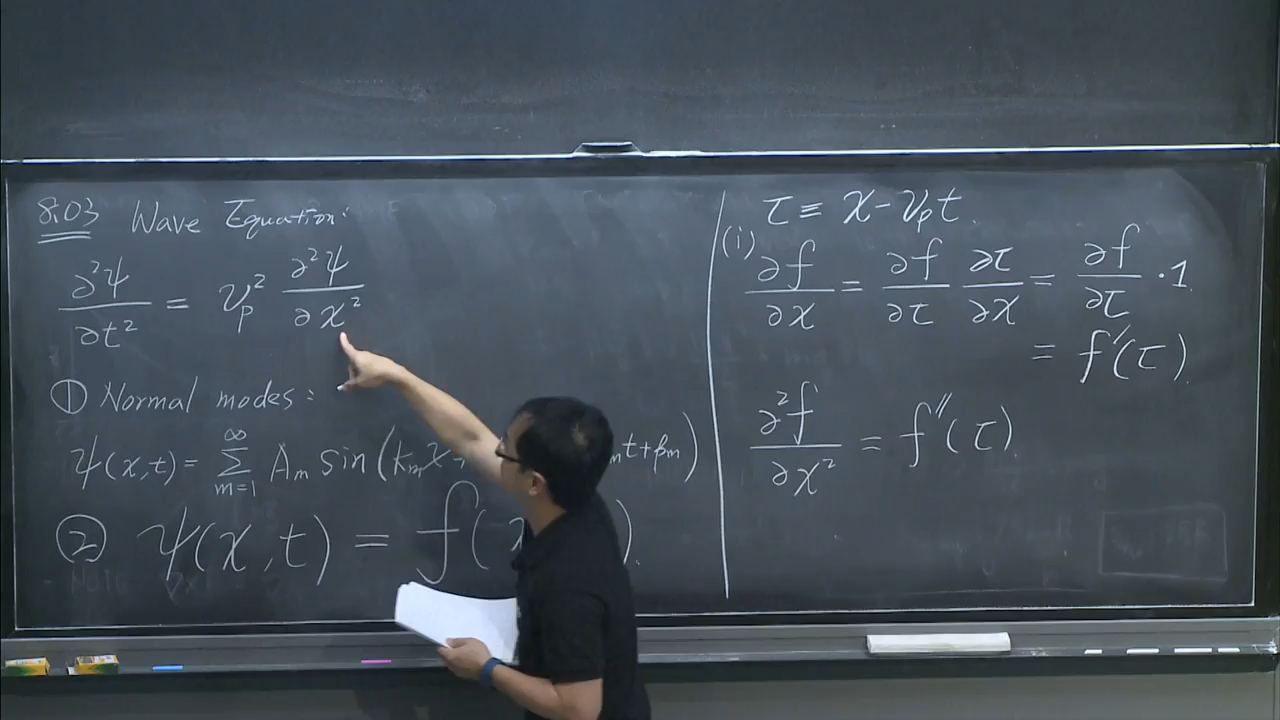 8.03 Wave Equation:
∂²ψ/∂t² = v_p² ∂²ψ/∂x²
① Normal modes:
ψ(x,t) = Σ_{m=1}^{∞} A_m sin(k_m x + mt+β_m)
② ψ(x,t) = f(x )
τ ≡ x - v_p t
(i) ∂f/∂x = ∂f/∂τ ∂τ/∂x = ∂f/∂τ · 1
= f′(τ)
∂²f/∂x² = f″(τ)